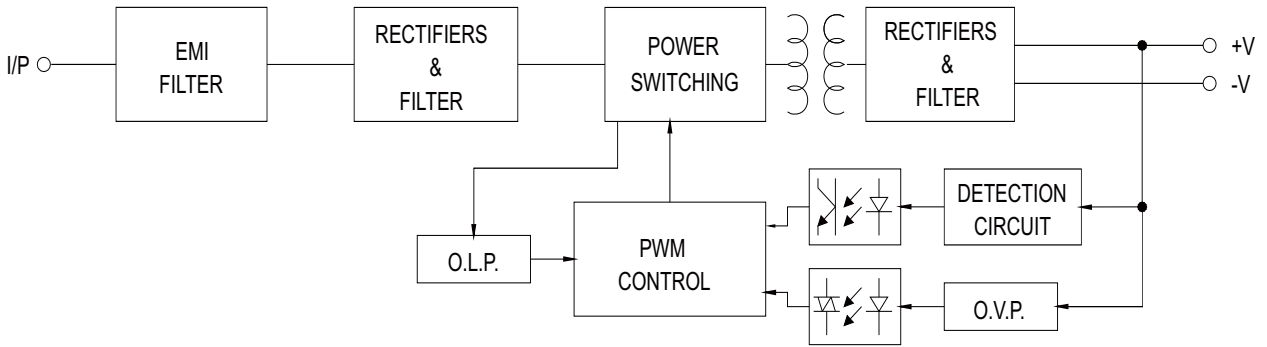 I/P
EMI
FILTER
RECTIFIERS
&
FILTER
POWER
SWITCHING
RECTIFIERS
&
FILTER
+V
-V
O.L.P.
PWM
CONTROL
DETECTION
CIRCUIT
O.V.P.